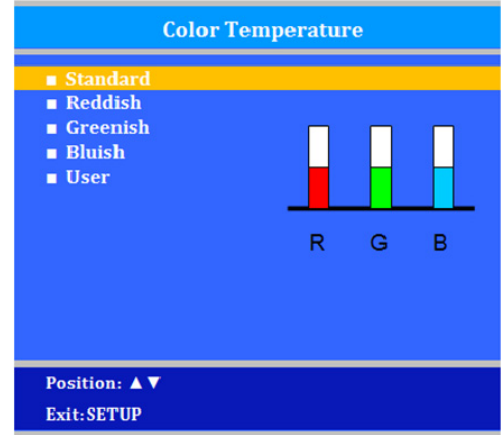 Color Temperature
■ Standard
■ Reddish
■ Greenish
■ Bluish
■ User
R G B
Position: ▲▼
Exit:SETUP